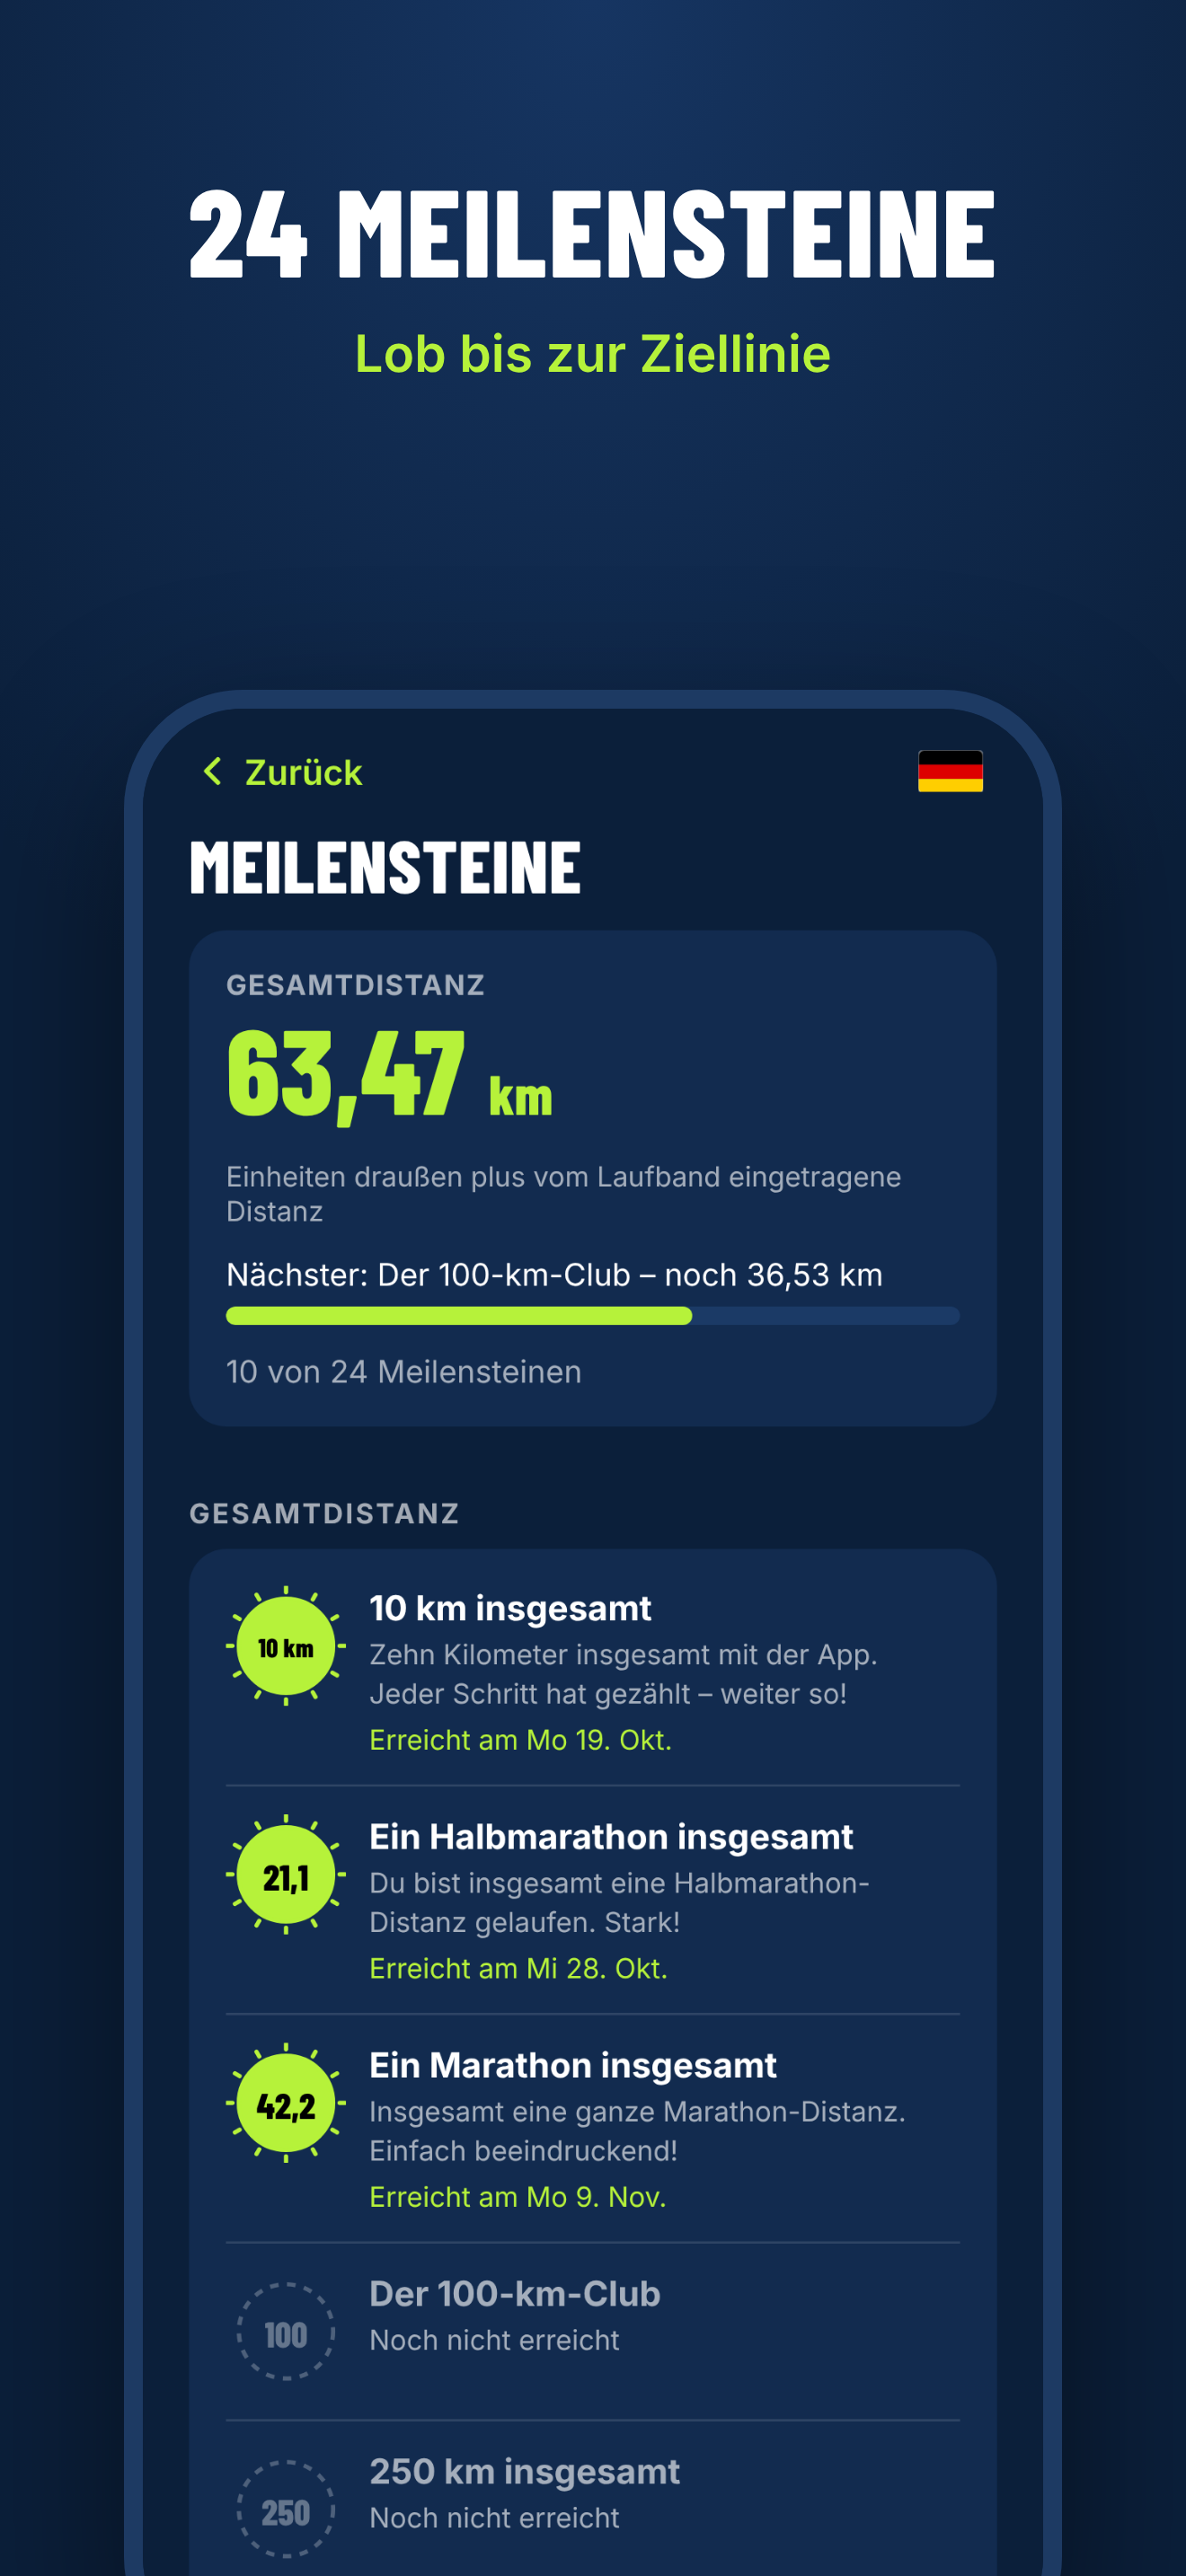 24 MEILENSTEINE
Lob bis zur Ziellinie
Zurück
MEILENSTEINE
GESAMTDISTANZ
63,47 km
Einheiten draußen plus vom Laufband eingetragene
Distanz
Nächster: Der 100-km-Club – noch 36,53 km
10 von 24 Meilensteinen
GESAMTDISTANZ
10 km
10 km insgesamt
Zehn Kilometer insgesamt mit der App.
Jeder Schritt hat gezählt – weiter so!
Erreicht am Mo 19. Okt.
21,1
Ein Halbmarathon insgesamt
Du bist insgesamt eine Halbmarathon-
Distanz gelaufen. Stark!
Erreicht am Mi 28. Okt.
42,2
Ein Marathon insgesamt
Insgesamt eine ganze Marathon-Distanz.
Einfach beeindruckend!
Erreicht am Mo 9. Nov.
100
Der 100-km-Club
Noch nicht erreicht
250
250 km insgesamt
Noch nicht erreicht